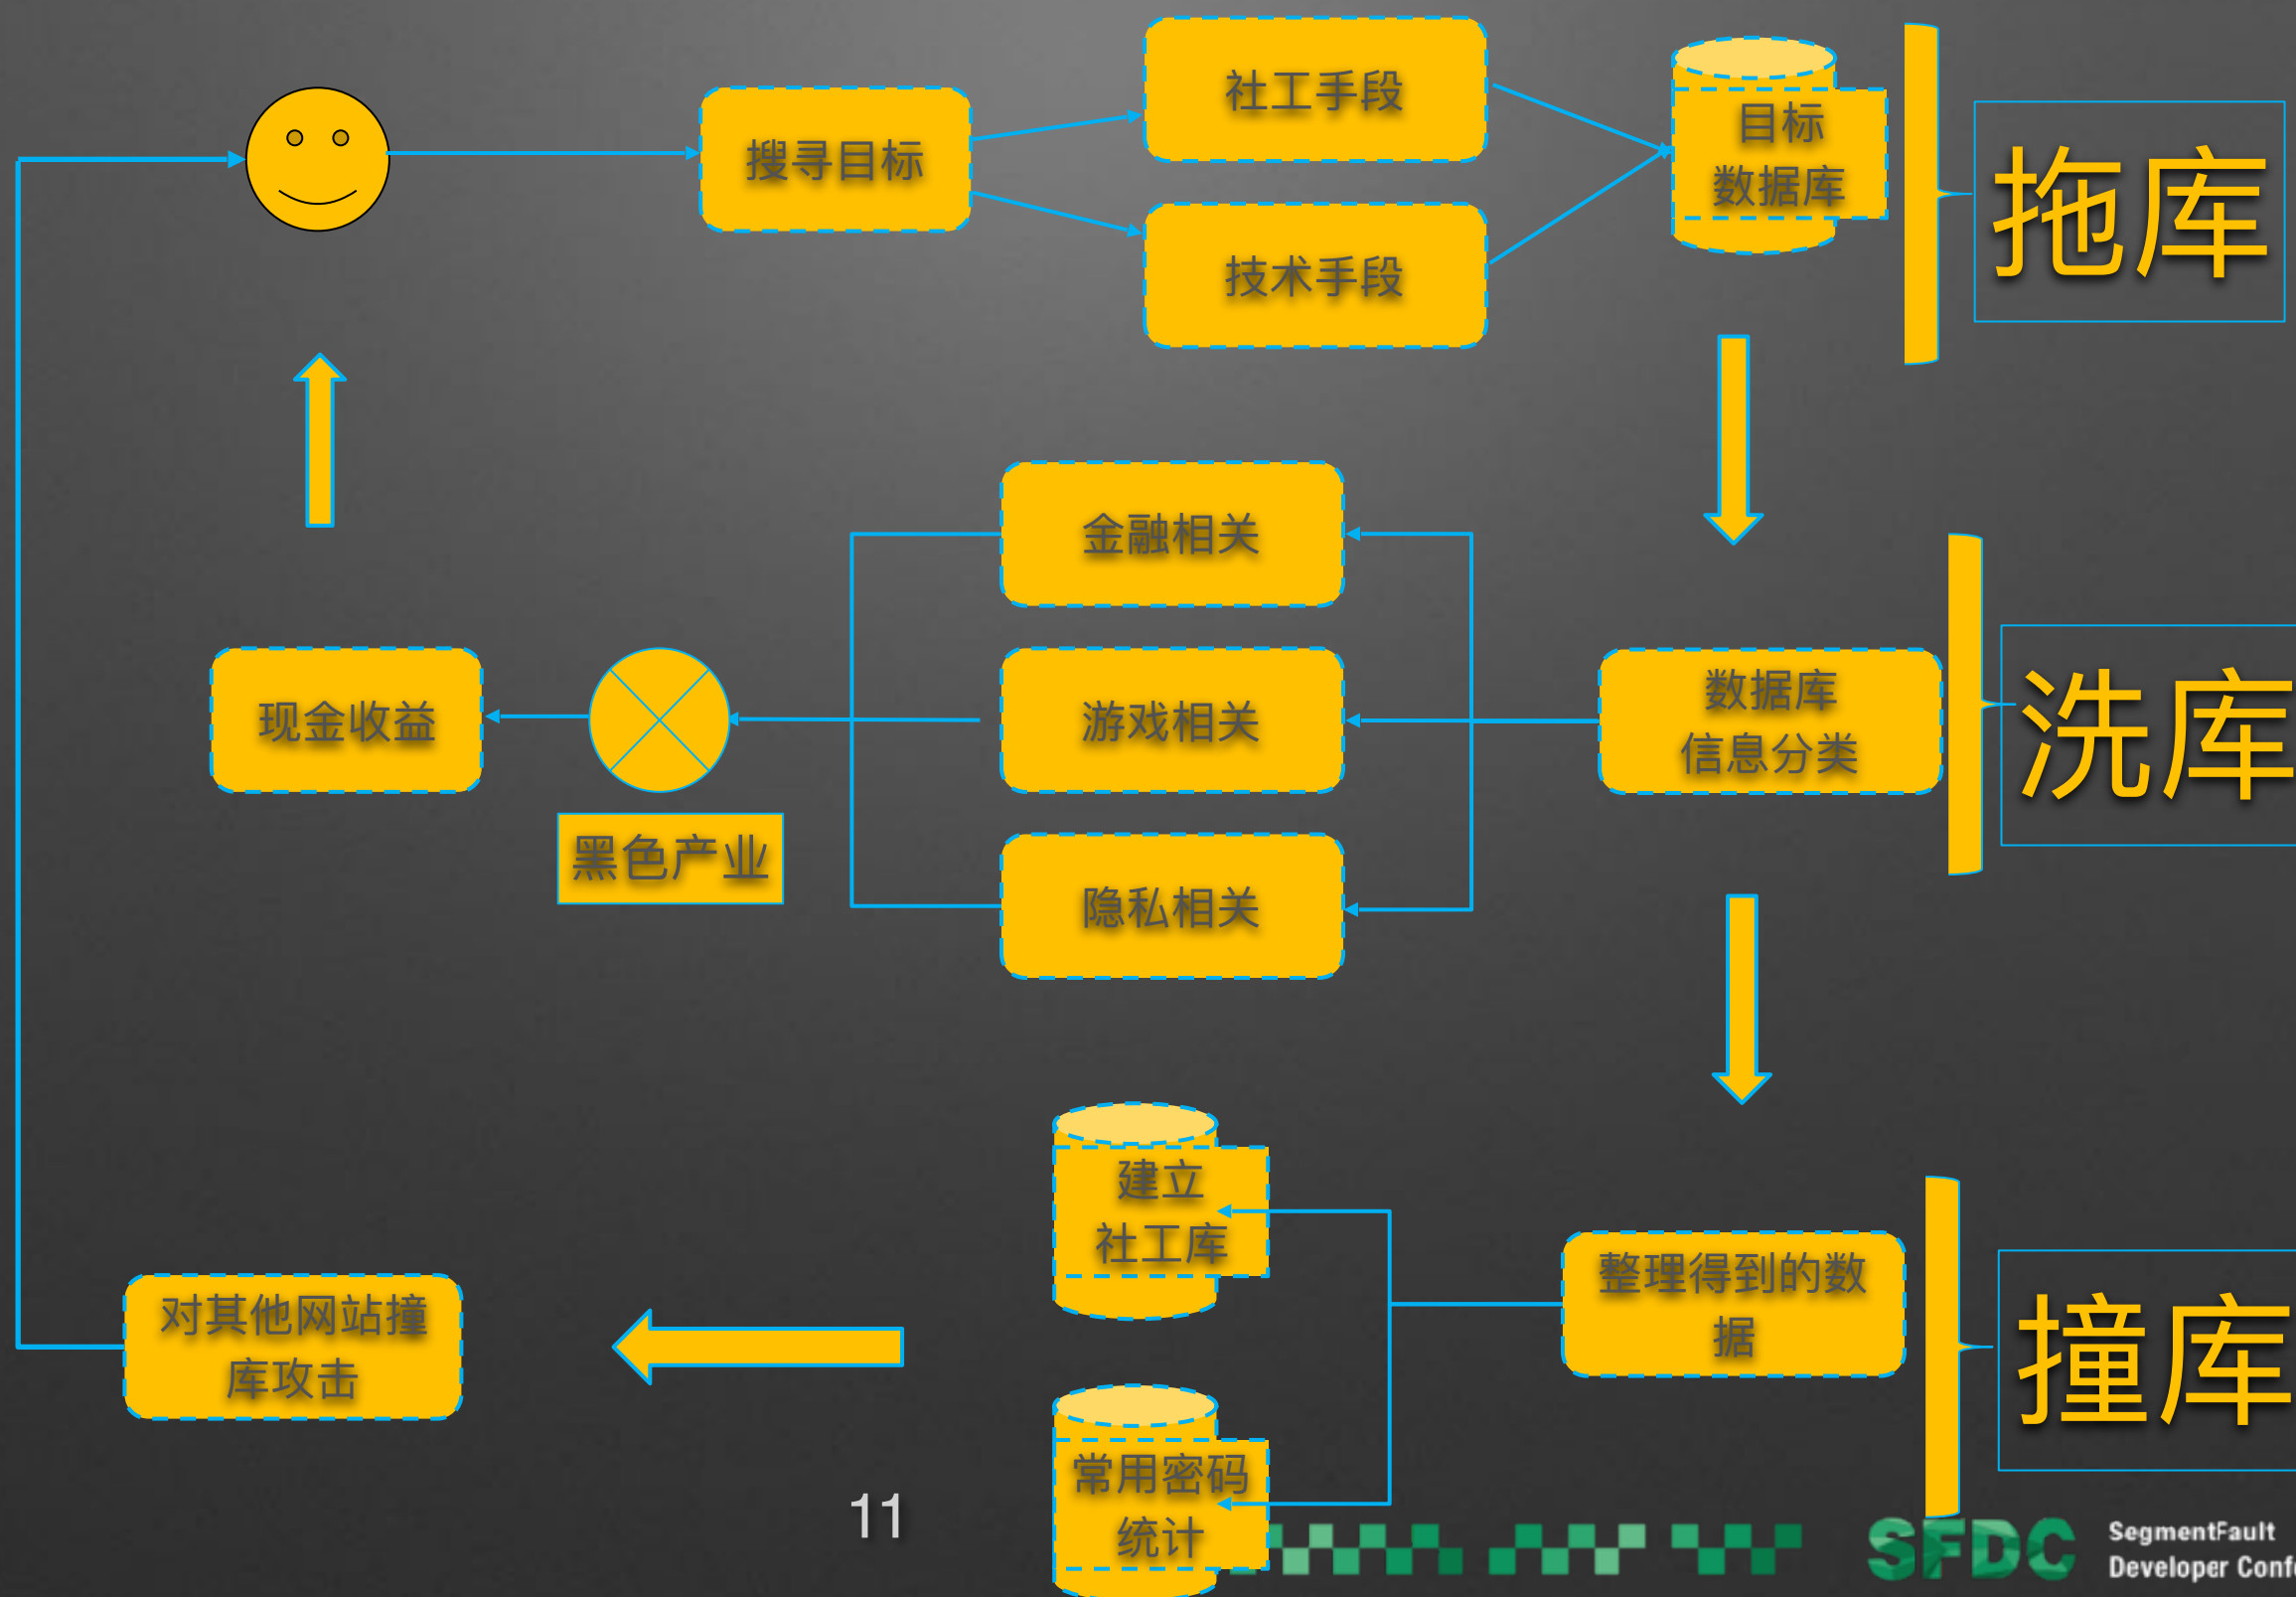 社工手段
搜寻目标
技术手段
目标
数据库
拖库
金融相关
现金收益
游戏相关
数据库
信息分类
洗库
黑色产业
隐私相关
建立
社工库
整理得到的数
据
撞库
对其他网站撞
库攻击
常用密码
统计
11
SFDC
SegmentFault
Developer Conf